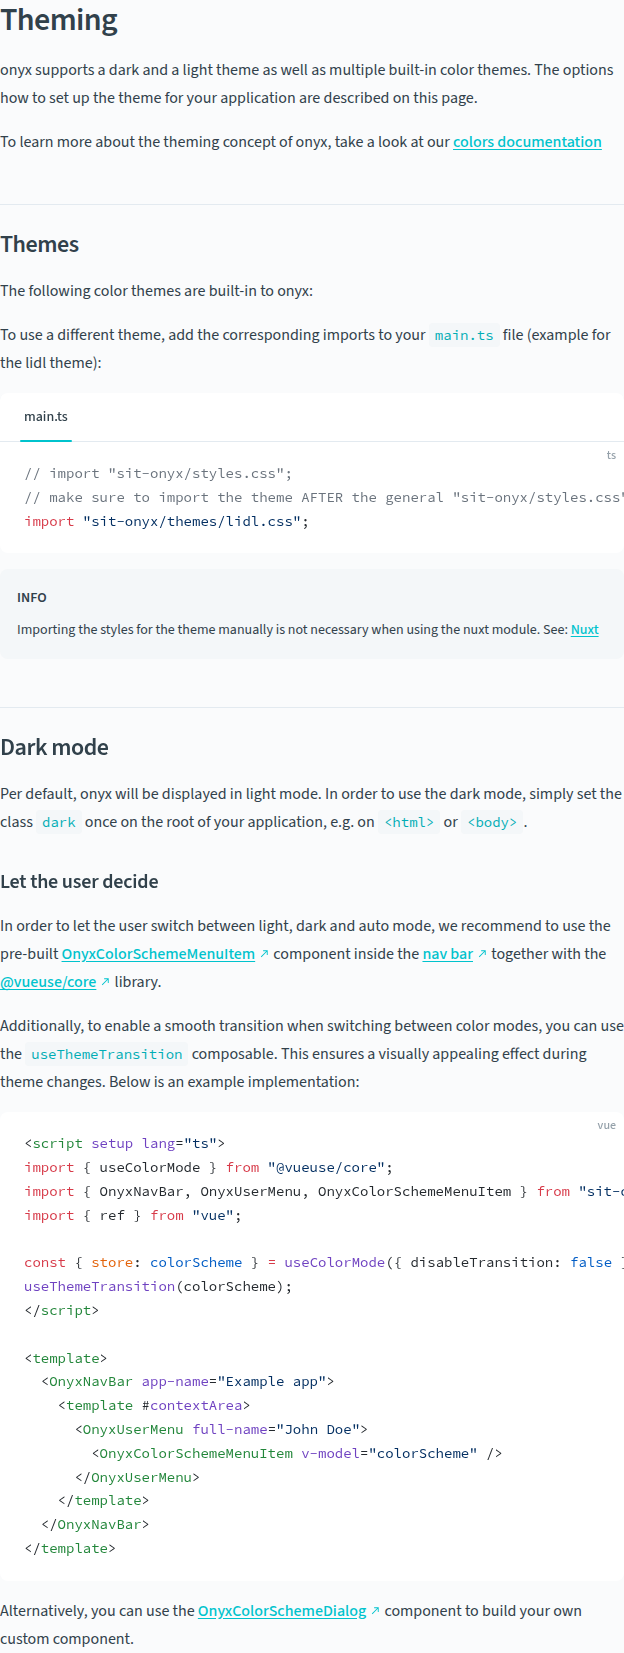 Theming
onyx supports a dark and a light theme as well as multiple built-in color themes. The options
how to set up the theme for your application are described on this page.
To learn more about the theming concept of onyx, take a look at our colors documentation
Themes
The following color themes are built-in to onyx:
To use a different theme, add the corresponding imports to your main.ts file (example for
the lidl theme):
main.ts
ts
// import "sit-onyx/styles.css";
// make sure to import the theme AFTER the general "sit-onyx/styles.css"
import "sit-onyx/themes/lidl.css";
INFO
Importing the styles for the theme manually is not necessary when using the nuxt module. See: Nuxt
Dark mode
Per default, onyx will be displayed in light mode. In order to use the dark mode, simply set the
class dark once on the root of your application, e.g. on <html> or <body> .
Let the user decide
In order to let the user switch between light, dark and auto mode, we recommend to use the
pre-built OnyxColorSchemeMenuItem ↗ component inside the nav bar ↗ together with the
@vueuse/core ↗ library.
Additionally, to enable a smooth transition when switching between color modes, you can use
the useThemeTransition composable. This ensures a visually appealing effect during
theme changes. Below is an example implementation:
vue
<script setup lang="ts">
import { useColorMode } from "@vueuse/core";
import { OnyxNavBar, OnyxUserMenu, OnyxColorSchemeMenuItem } from "sit-
import { ref } from "vue";
const { store: colorScheme } = useColorMode({ disableTransition: false }
useThemeTransition(colorScheme);
</script>
<template>
  <OnyxNavBar app-name="Example app">
    <template #contextArea>
      <OnyxUserMenu full-name="John Doe">
        <OnyxColorSchemeMenuItem v-model="colorScheme" />
      </OnyxUserMenu>
    </template>
  </OnyxNavBar>
</template>
Alternatively, you can use the OnyxColorSchemeDialog ↗ component to build your own
custom component.